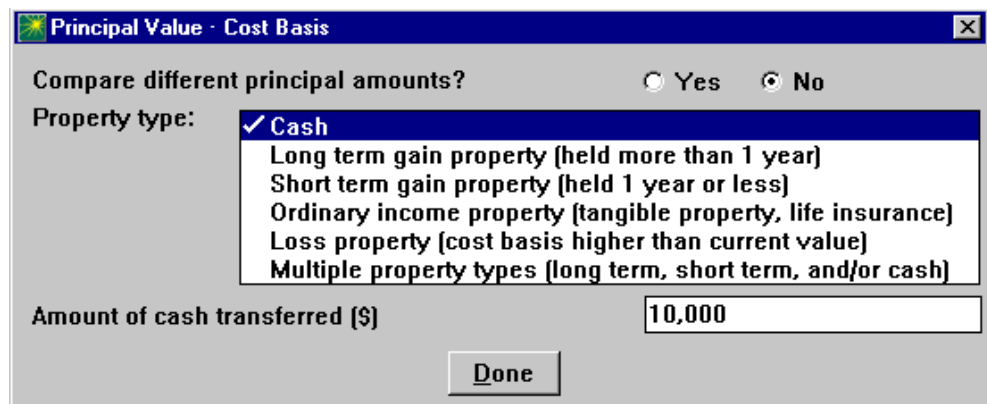 Principal Value - Cost Basis
Compare different principal amounts? Yes No
Property type:
Cash
Long term gain property (held more than 1 year)
Short term gain property (held 1 year or less)
Ordinary income property (tangible property, life insurance)
Loss property (cost basis higher than current value)
Multiple property types (long term, short term, and/or cash)
Amount of cash transferred ($) 10,000
Done